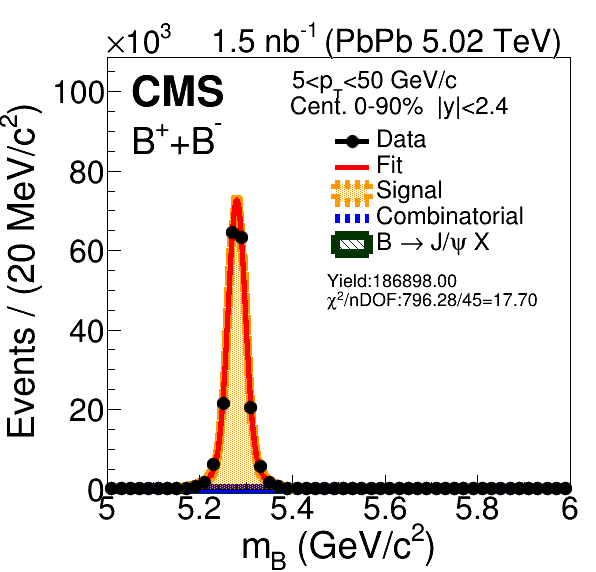 ×10³ 1.5 nb⁻¹ (PbPb 5.02 TeV)
CMS
B⁺+B⁻
5<p_T<50 GeV/c
Cent. 0-90% |y|<2.4
Data
Fit
Signal
Combinatorial
B → J/ψ X
Yield:186898.00
χ²/nDOF:796.28/45=17.70
Events / (20 MeV/c²)
100
80
60
40
20
0
5 5.2 5.4 5.6 5.8 6
m_B (GeV/c²)